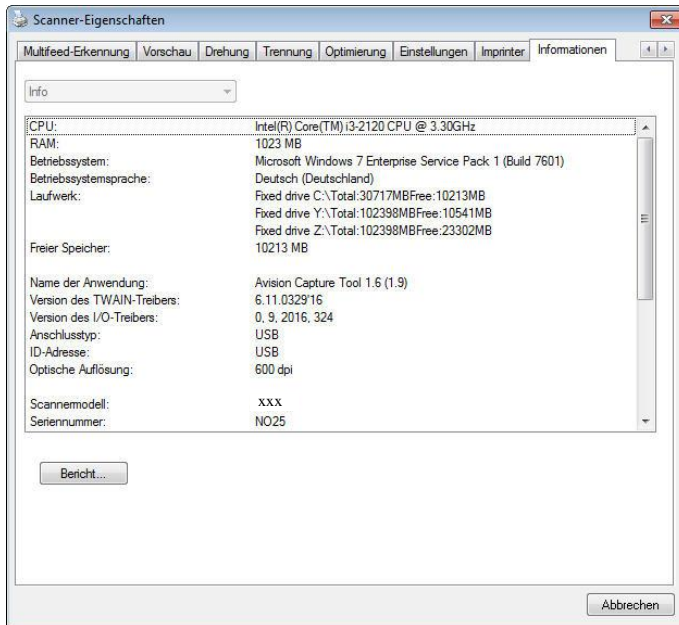 Scanner-Eigenschaften
Multifeed-Erkennung Vorschau Drehung Trennung Optimierung Einstellungen Imprinter Informationen
Info
CPU: Intel(R) Core(TM) i3-2120 CPU @ 3.30GHz
RAM: 1023 MB
Betriebssystem: Microsoft Windows 7 Enterprise Service Pack 1 (Build 7601)
Betriebssystemsprache: Deutsch (Deutschland)
Laufwerk: Fixed drive C:\Total:30717MBFree:10213MB
Fixed drive Y:\Total:102398MBFree:10541MB
Fixed drive Z:\Total:102398MBFree:23302MB
Freier Speicher: 10213 MB
Name der Anwendung: Avision Capture Tool 1.6 (1.9)
Version des TWAIN-Treibers: 6.11.0329'16
Version des I/O-Treibers: 0, 9, 2016, 324
Anschlusstyp: USB
ID-Adresse: USB
Optische Auflösung: 600 dpi
Scannermodell: xxx
Seriennummer: NO25
Bericht...
Abbrechen